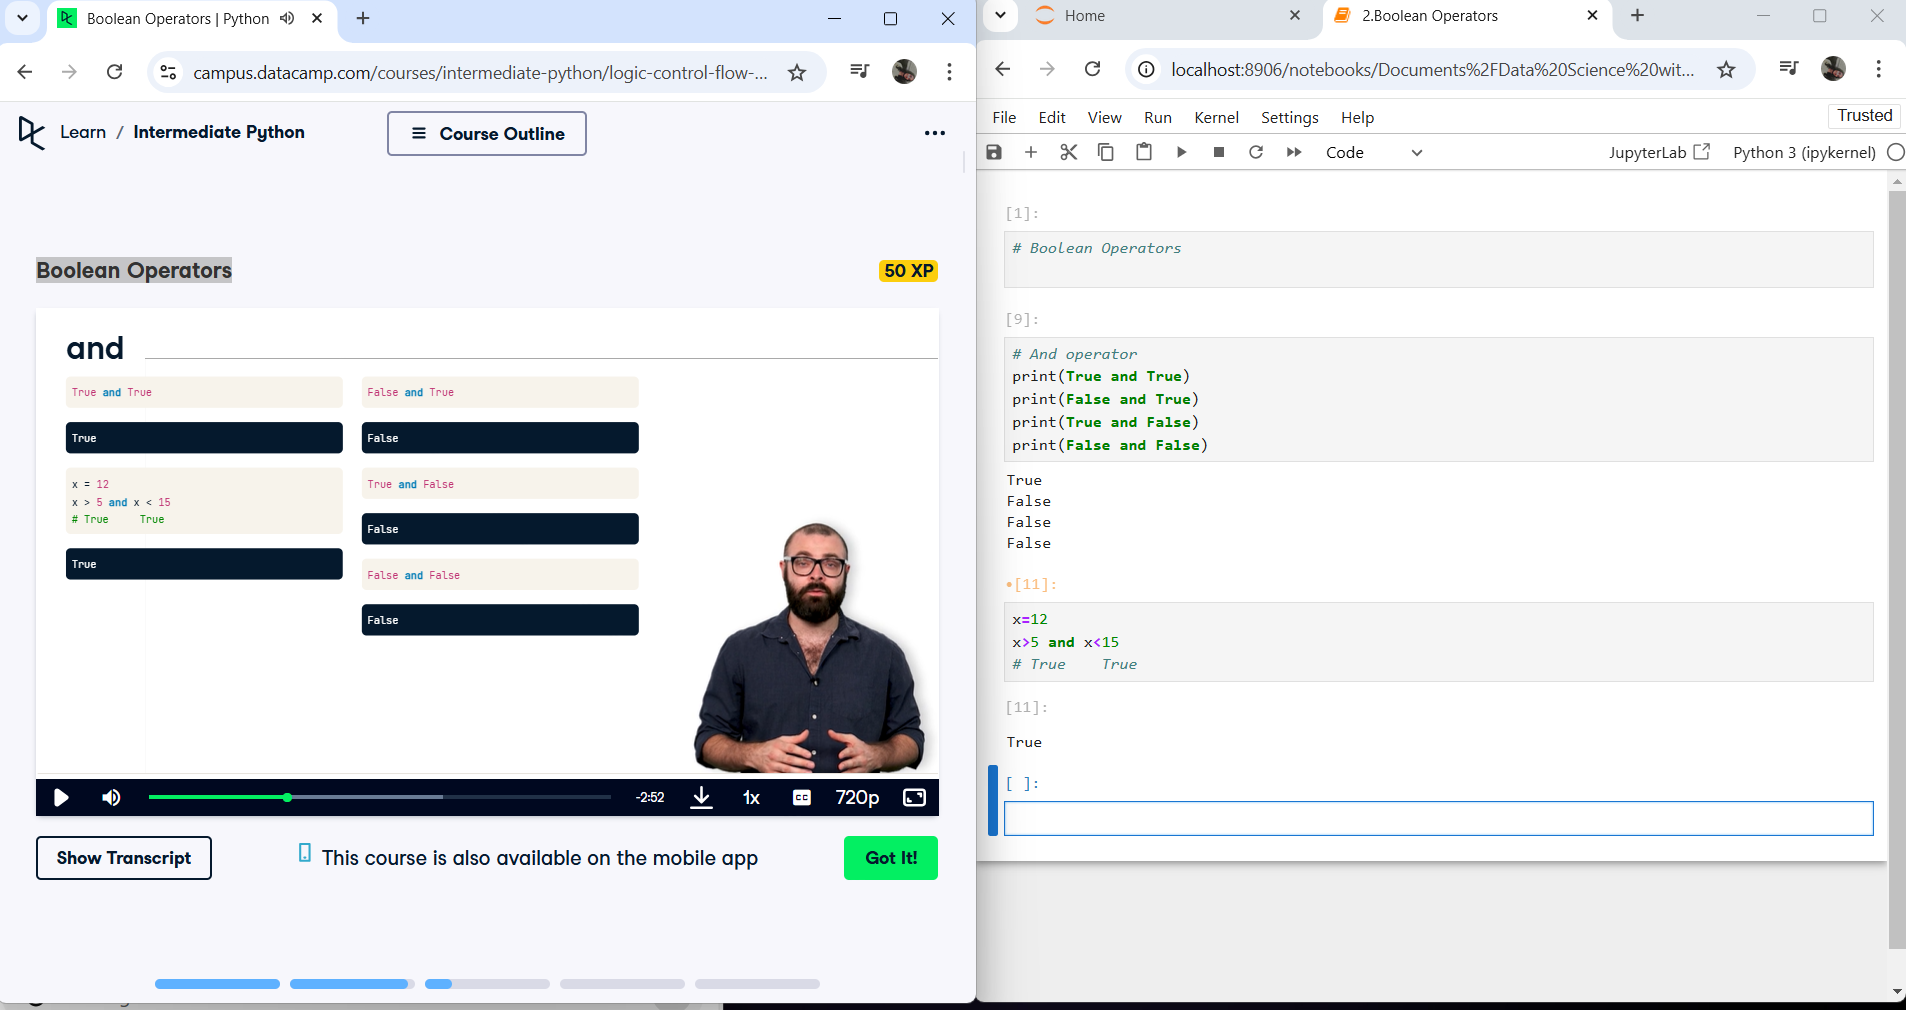 Boolean Operators | Python
campus.datacamp.com/courses/intermediate-python/logic-control-flow-...
Learn / Intermediate Python
Course Outline
Boolean Operators
50 XP
and
True and True
True
x = 12
x > 5 and x < 15
# True True
True
False and True
False
True and False
False
False and False
False
-2:52
1x
CC
720p
Show Transcript
This course is also available on the mobile app
Got It!
Home
2.Boolean Operators
localhost:8906/notebooks/Documents%2FData%20Science%20wit...
File Edit View Run Kernel Settings Help
Trusted
Code
JupyterLab
Python 3 (ipykernel)
[1]:
# Boolean Operators
[9]:
# And operator
print(True and True)
print(False and True)
print(True and False)
print(False and False)
True
False
False
False
•[11]:
x=12
x>5 and x<15
# True True
[11]:
True
[ ]: